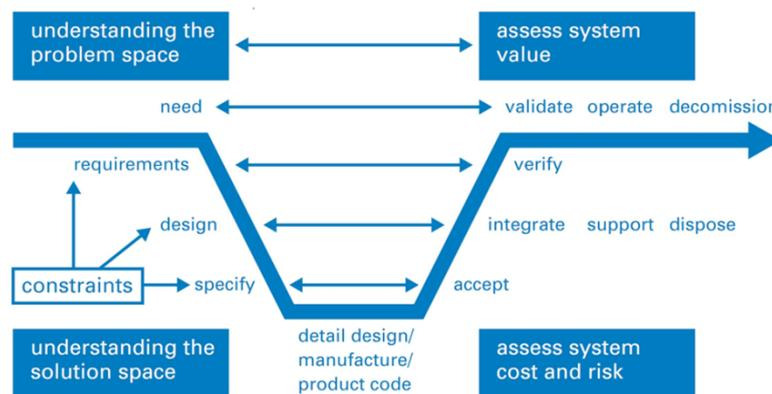 understanding the
problem space
assess system
value
need
validate operate decomission
requirements
verify
design
integrate support dispose
constraints
specify
accept
understanding the
solution space
detail design/
manufacture/
product code
assess system
cost and risk